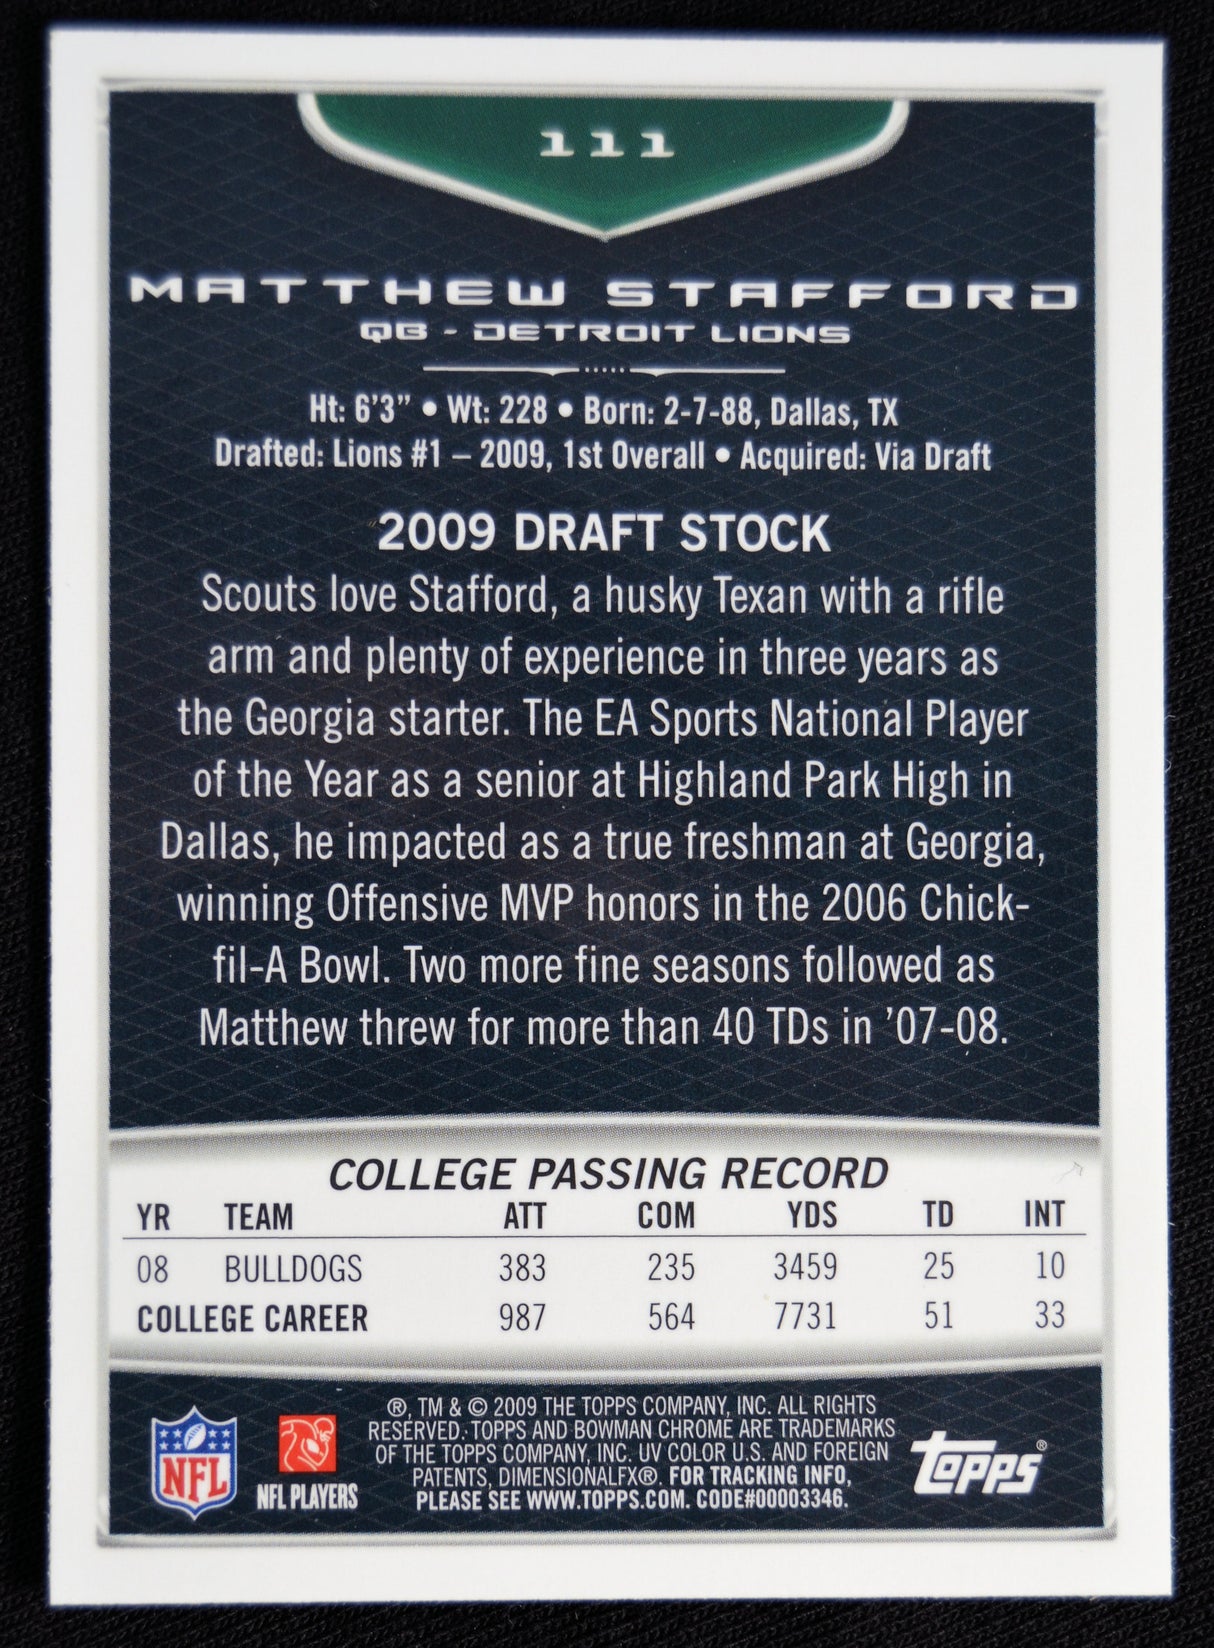 111
MATTHEW STAFFORD
QB - DETROIT LIONS
Ht: 6'3" • Wt: 228 • Born: 2-7-88, Dallas, TX
Drafted: Lions #1 – 2009, 1st Overall • Acquired: Via Draft
2009 DRAFT STOCK
Scouts love Stafford, a husky Texan with a rifle
arm and plenty of experience in three years as
the Georgia starter. The EA Sports National Player
of the Year as a senior at Highland Park High in
Dallas, he impacted as a true freshman at Georgia,
winning Offensive MVP honors in the 2006 Chick-
fil-A Bowl. Two more fine seasons followed as
Matthew threw for more than 40 TDs in '07-08.
COLLEGE PASSING RECORD
YR TEAM ATT COM YDS TD INT
08 BULLDOGS 383 235 3459 25 10
COLLEGE CAREER 987 564 7731 51 33
®, TM & © 2009 THE TOPPS COMPANY, INC. ALL RIGHTS
RESERVED. TOPPS AND BOWMAN CHROME ARE TRADEMARKS
OF THE TOPPS COMPANY, INC. UV COLOR U.S. AND FOREIGN
PATENTS, DIMENSIONALFX®. FOR TRACKING INFO,
PLEASE SEE WWW.TOPPS.COM. CODE#00003346.
NFL
NFL PLAYERS
Topps®